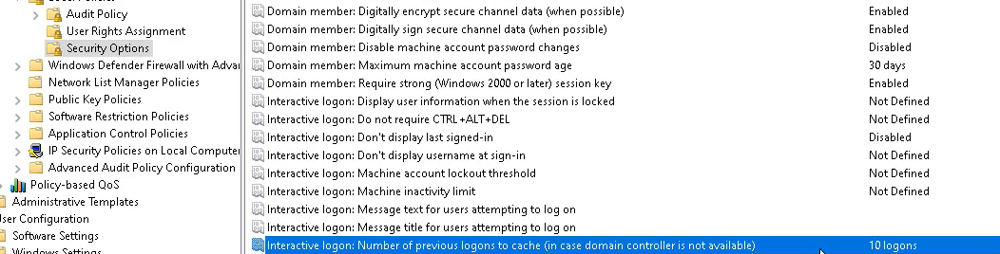 Audit Policy
User Rights Assignment
Security Options
Windows Defender Firewall with Advan
Network List Manager Policies
Public Key Policies
Software Restriction Policies
Application Control Policies
IP Security Policies on Local Compute
Advanced Audit Policy Configuration
Policy-based QoS
Administrative Templates
User Configuration
Software Settings
Windows Settings
Domain member: Digitally encrypt secure channel data (when possible) Enabled
Domain member: Digitally sign secure channel data (when possible) Enabled
Domain member: Disable machine account password changes Disabled
Domain member: Maximum machine account password age 30 days
Domain member: Require strong (Windows 2000 or later) session key Enabled
Interactive logon: Display user information when the session is locked Not Defined
Interactive logon: Do not require CTRL+ALT+DEL Not Defined
Interactive logon: Don't display last signed-in Disabled
Interactive logon: Don't display username at sign-in Not Defined
Interactive logon: Machine account lockout threshold Not Defined
Interactive logon: Machine inactivity limit Not Defined
Interactive logon: Message text for users attempting to log on
Interactive logon: Message title for users attempting to log on
Interactive logon: Number of previous logons to cache (in case domain controller is not available) 10 logons